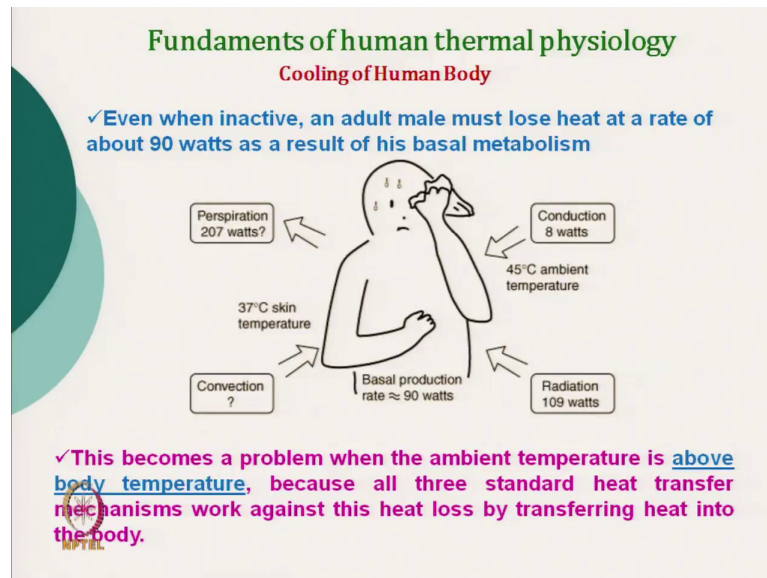 Fundaments of human thermal physiology
Cooling of Human Body
✓Even when inactive, an adult male must lose heat at a rate of
about 90 watts as a result of his basal metabolism
Perspiration
207 watts?
Conduction
8 watts
45°C ambient
temperature
37°C skin
temperature
Convection
?
Basal production
rate ≈ 90 watts
Radiation
109 watts
✓This becomes a problem when the ambient temperature is above
body temperature, because all three standard heat transfer
mechanisms work against this heat loss by transferring heat into
the body.
NPTEL